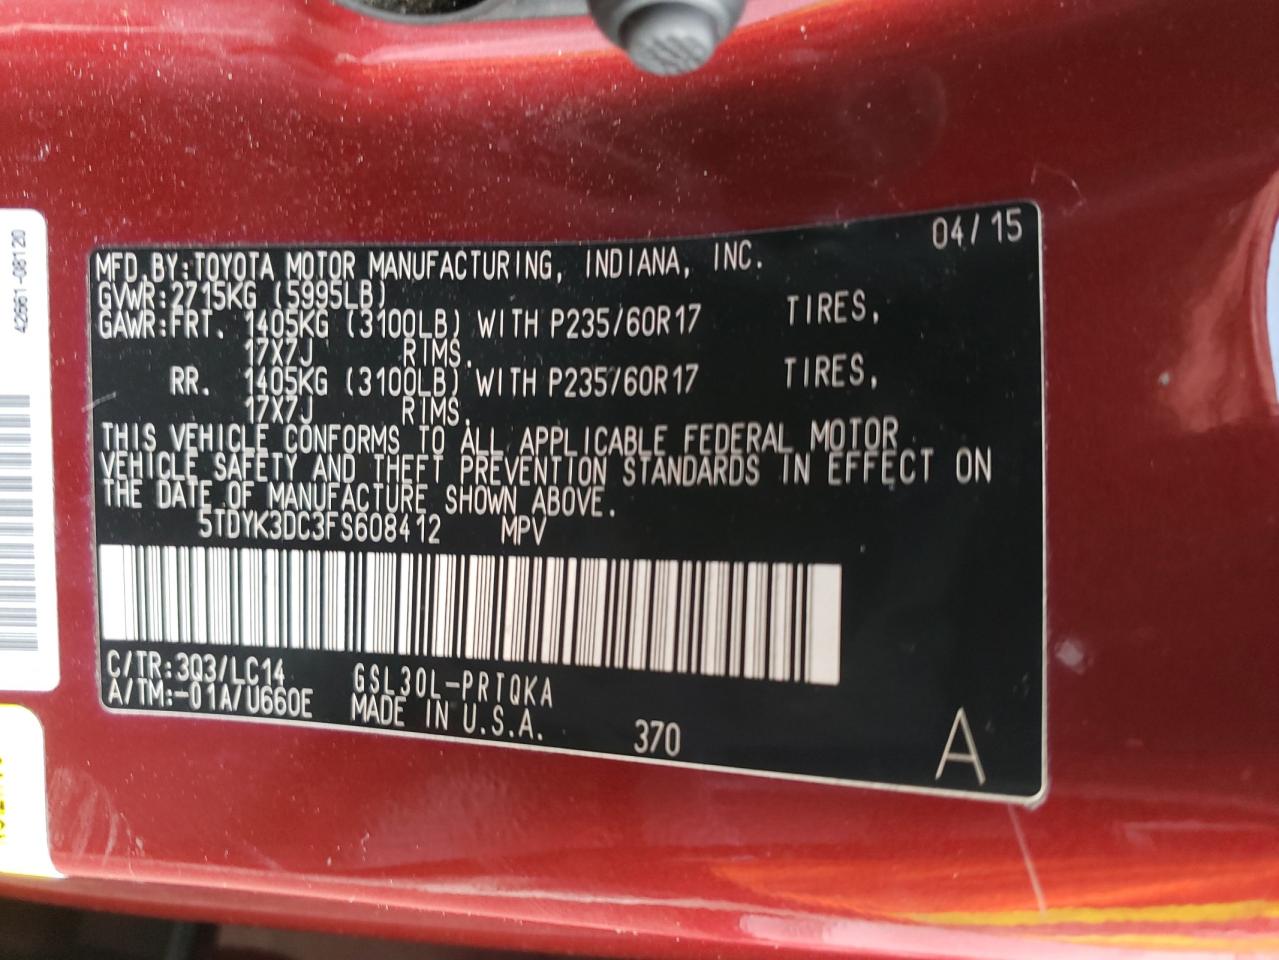 04/15
MFD.BY:TOYOTA MOTOR MANUFACTURING, INDIANA, INC.
GVWR:2715KG (5995LB)
GAWR:FRT. 1405KG (3100LB) WITH P235/60R17 TIRES,
17X7J RIMS.
RR. 1405KG (3100LB) WITH P235/60R17 TIRES,
17X7J RIMS.
THIS VEHICLE CONFORMS TO ALL APPLICABLE FEDERAL MOTOR
VEHICLE SAFETY AND THEFT PREVENTION STANDARDS IN EFFECT ON
THE DATE OF MANUFACTURE SHOWN ABOVE.
5TDYK3DC3FS608412 MPV
C/TR:3Q3/LC14 GSL30L-PRTQKA
A/TM:-01A/U660E MADE IN U.S.A. 370
A
42661-08120